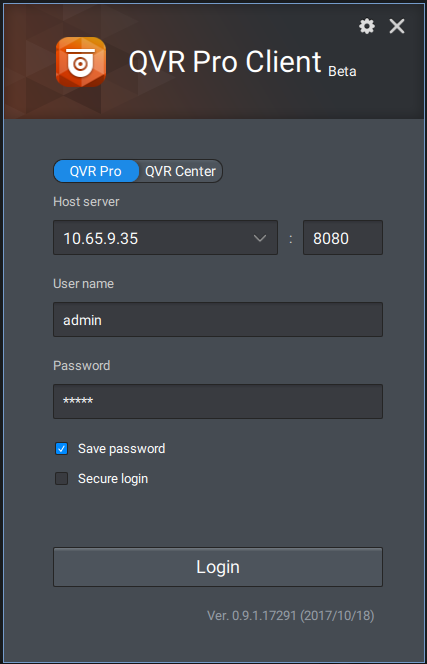 QVR Pro Client Beta
QVR Pro QVR Center
Host server
10.65.9.35 : 8080
User name
admin
Password
*****
Save password
Secure login
Login
Ver. 0.9.1.17291 (2017/10/18)